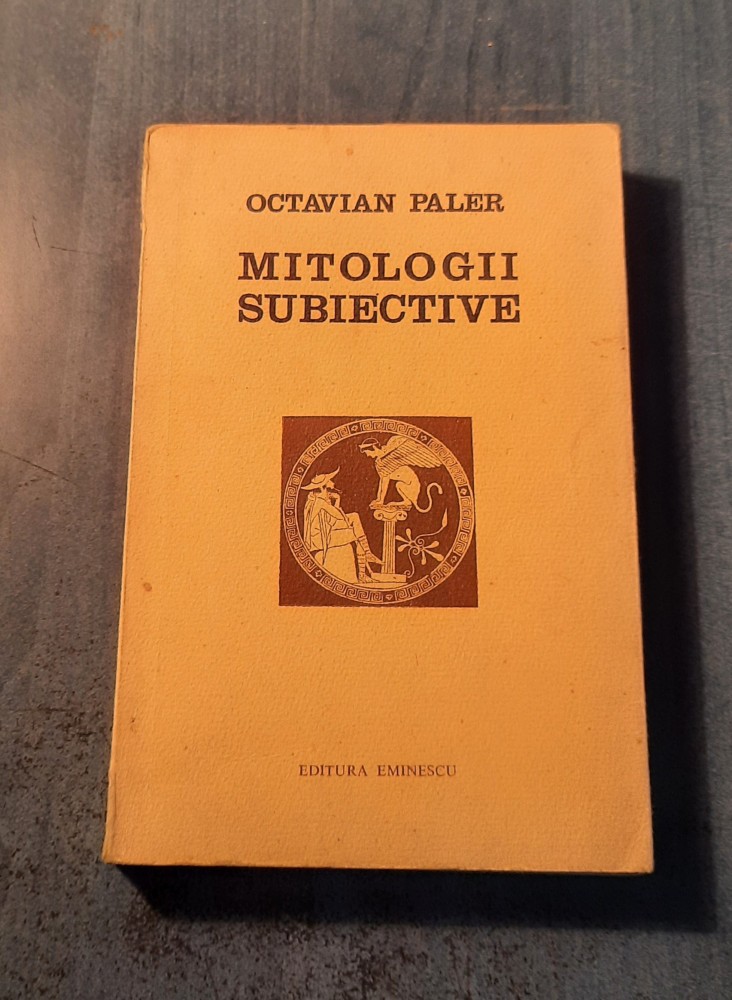 OCTAVIAN PALER
MITOLOGII
SUBIECTIVE
EDITURA EMINESCU